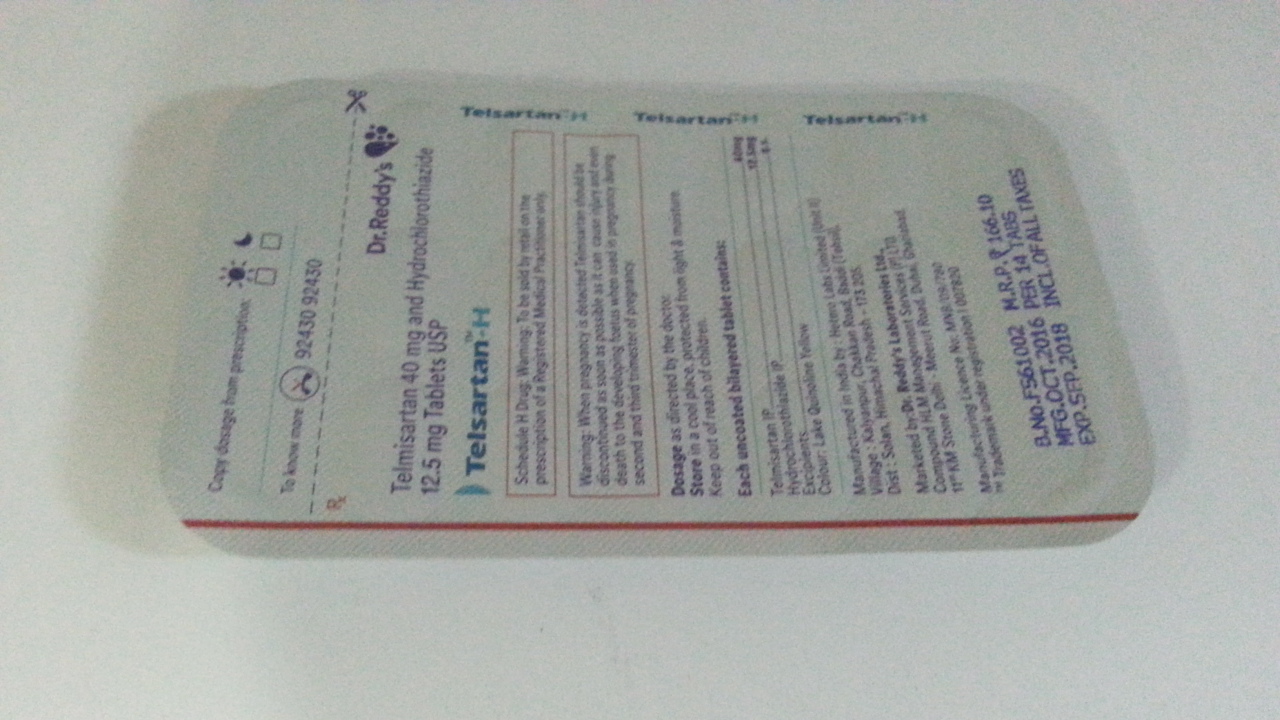 Copy dosage from prescription:
To know more 92430 92430
Rx
Dr.Reddy's
Telmisartan 40 mg and Hydrochlorothiazide
12.5 mg Tablets USP
Telsartan™-H
Schedule H Drug: Warning: To be sold by retail on the
prescription of a Registered Medical Practitioner only.
Warning: When pregnancy is detected Telmisartan should be
discontinued as soon as possible as it can cause injury and even
death to the developing foetus when used in pregnancy during
second and third trimester of pregnancy.
Dosage as directed by the doctor.
Store in a cool place, protected from light & moisture.
Keep out of reach of children.
Each uncoated bilayered tablet contains:
Telmisartan IP 40mg
Hydrochlorothiazide IP 12.5mg
Excipients q.s.
Colour: Lake Quinoline Yellow
Manufactured in India by : Hetero Labs Limited (Unit II)
Village : Kalyanpur, Chakkan Road, Baddi (Tehsil),
Dist : Solan, Himachal Pradesh - 173 205.
Marketed by: Dr. Reddy's Laboratories Ltd.,
Compound HLM Management Services (P) LTD.
11th KM Stone Delhi - Meerut Road, Duhai, Ghaziabad.
Manufacturing Licence No: MNB/09/780
™ Trademark under registration 1007820
B.No.F561002 M.R.P.₹ 166.10
MFG.OCT.2016 PER 14 TABS
EXP.SEP.2018 INCL.OF ALL TAXES
Telsartan™-H
Telsartan™-H
Telsartan™-H